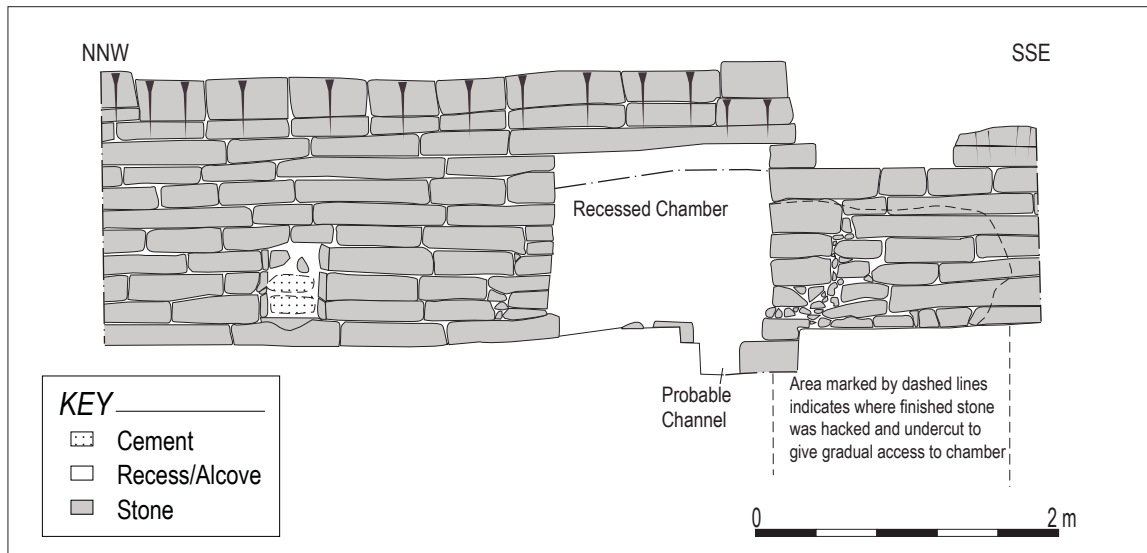 NNW
SSE
Recessed Chamber
Probable
Channel
Area marked by dashed lines
indicates where finished stone
was hacked and undercut to
give gradual access to chamber
KEY
Cement
Recess/Alcove
Stone
0
2 m